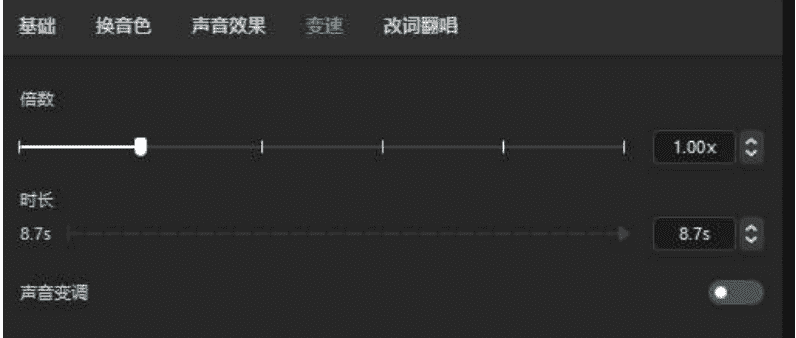 基础 换音色 声音效果 变速 改词翻唱
倍数
1.00x
时长
8.7s 8.7s
声音变调